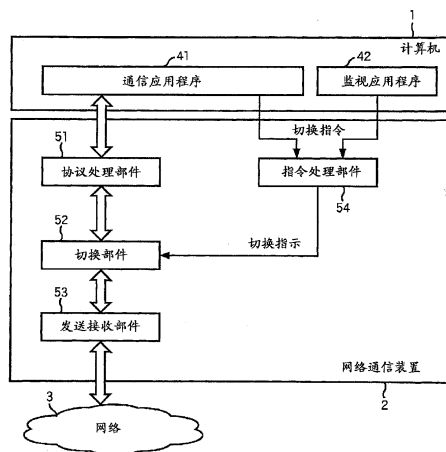 1
计算机
41
通信应用程序
42
监视应用程序
切换指令
51
协议处理部件
指令处理部件
54
52
切换部件
切换指示
53
发送接收部件
网络通信装置
2
3
网络